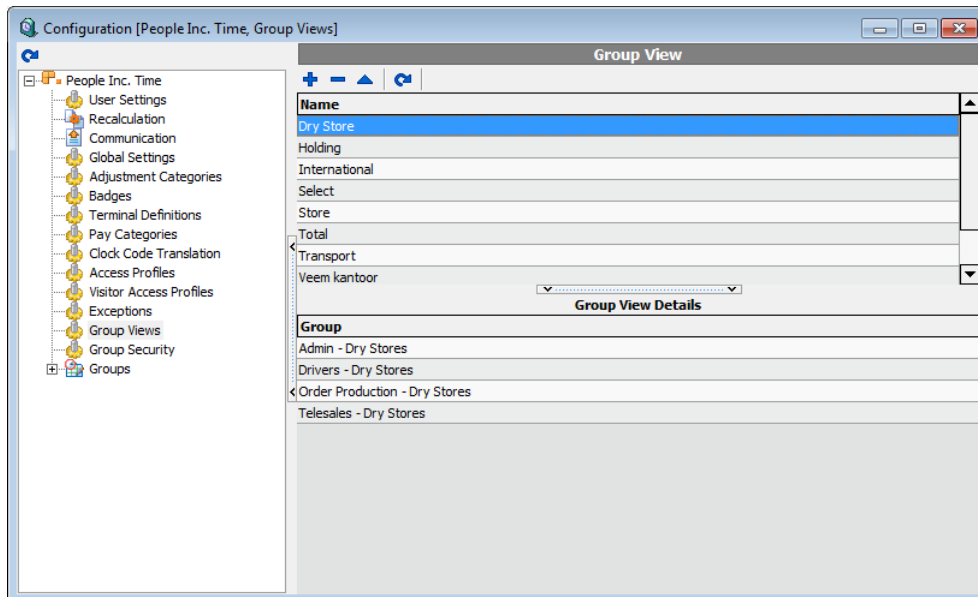 Configuration [People Inc. Time, Group Views]
Group View
People Inc. Time
User Settings
Recalculation
Communication
Global Settings
Adjustment Categories
Badges
Terminal Definitions
Pay Categories
Clock Code Translation
Access Profiles
Visitor Access Profiles
Exceptions
Group Views
Group Security
Groups
Name
Dry Store
Holding
International
Select
Store
Total
Transport
Veem kantoor
Group View Details
Group
Admin - Dry Stores
Drivers - Dry Stores
Order Production - Dry Stores
Telesales - Dry Stores